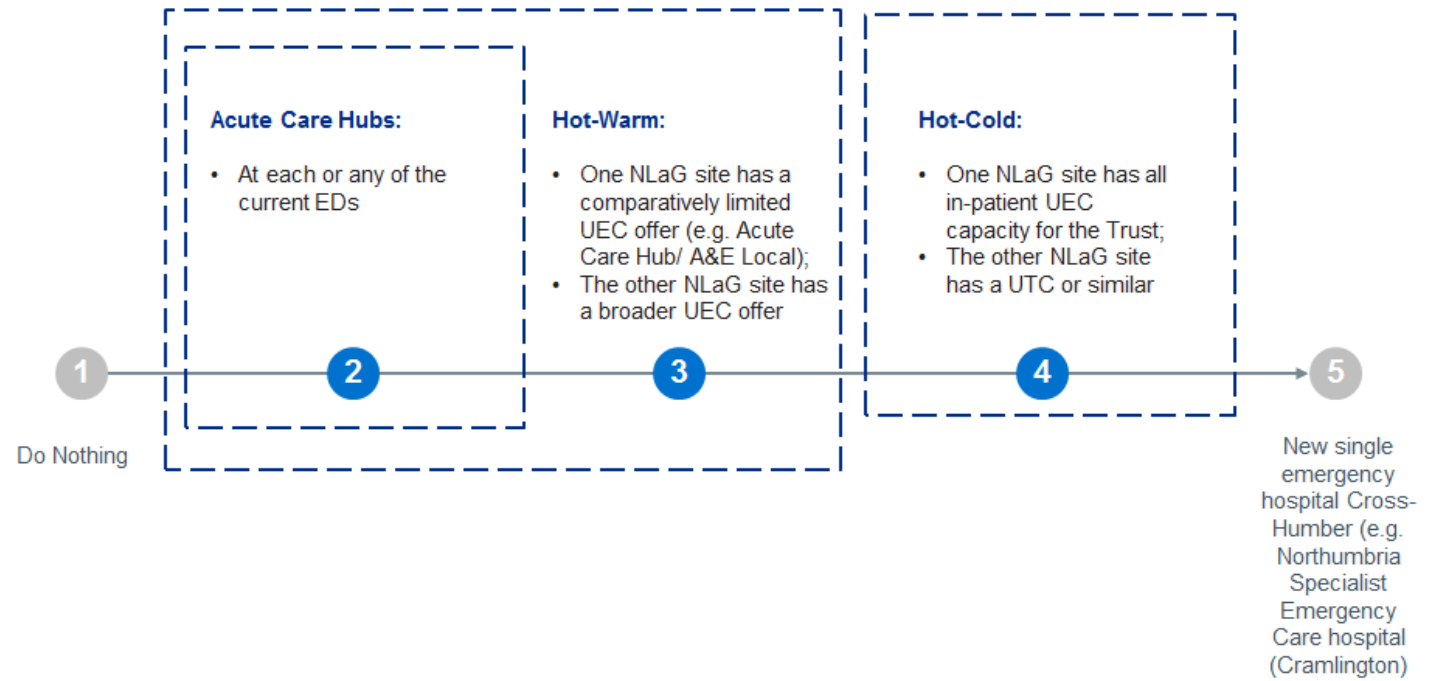 Acute Care Hubs:
• At each or any of the
current EDs
Hot-Warm:
• One NLaG site has a
comparatively limited
UEC offer (e.g. Acute
Care Hub/ A&E Local);
• The other NLaG site has
a broader UEC offer
Hot-Cold:
• One NLaG site has all
in-patient UEC
capacity for the Trust;
• The other NLaG site
has a UTC or similar
1
2
3
4
5
Do Nothing
New single
emergency
hospital Cross-
Humber (e.g.
Northumbria
Specialist
Emergency
Care hospital
(Cramlington)